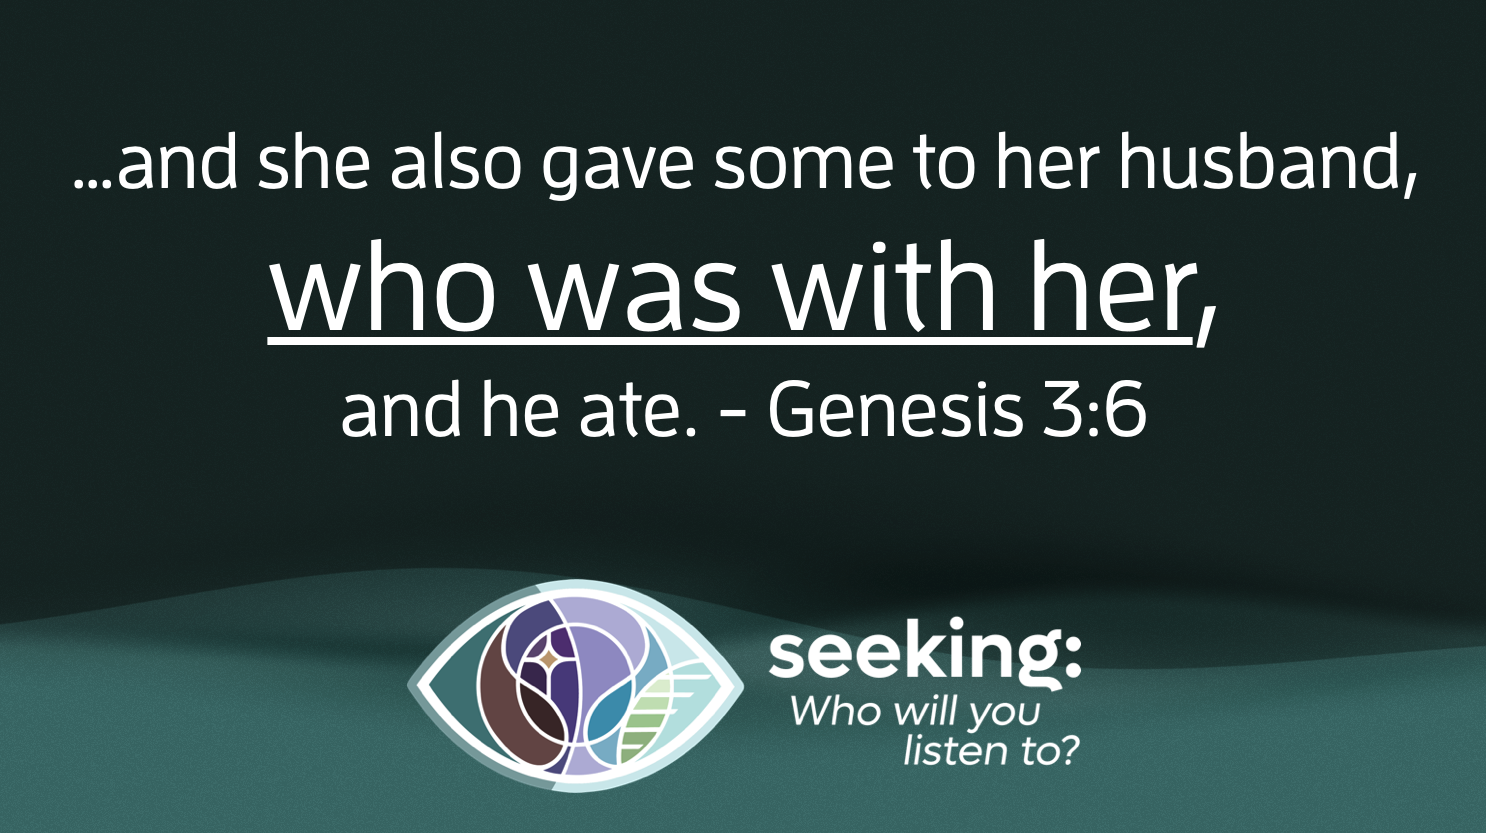 …and she also gave some to her husband,
who was with her,
and he ate. – Genesis 3:6
seeking:
Who will you
listen to?